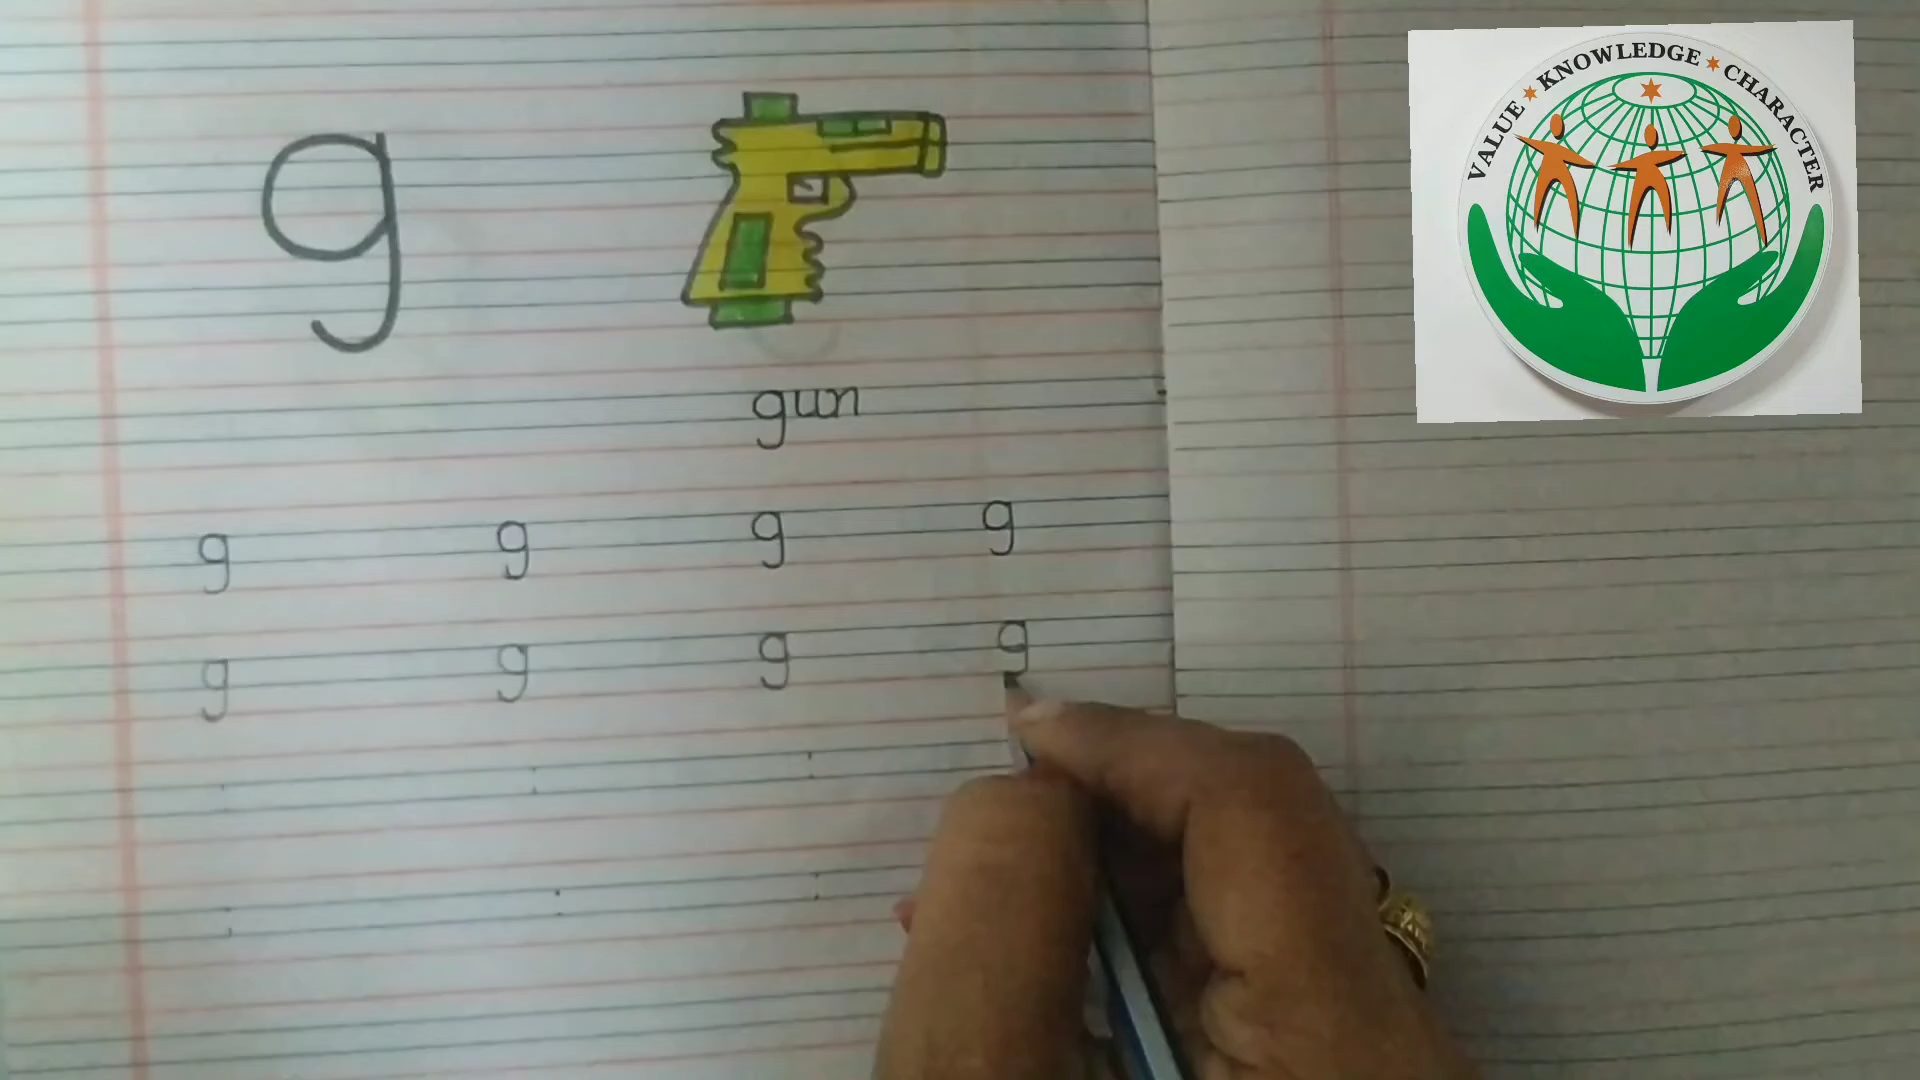 g
gun
g g g g
g g g g
VALUE ★ KNOWLEDGE ★ CHARACTER